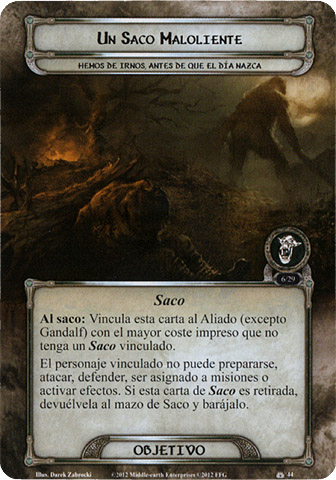 Un Saco Maloliente
Hemos de irnos, antes de que el día nazca
6/29
Saco
Al saco: Vincula esta carta al Aliado (excepto
Gandalf) con el mayor coste impreso que no
tenga un Saco vinculado.
El personaje vinculado no puede prepararse,
atacar, defender, ser asignado a misiones o
activar efectos. Si esta carta de Saco es retirada,
devuélvela al mazo de Saco y barájalo.
OBJETIVO
Illus. Darek Zabrocki
©2012 Middle-earth Enterprises ©2012 FFG
44